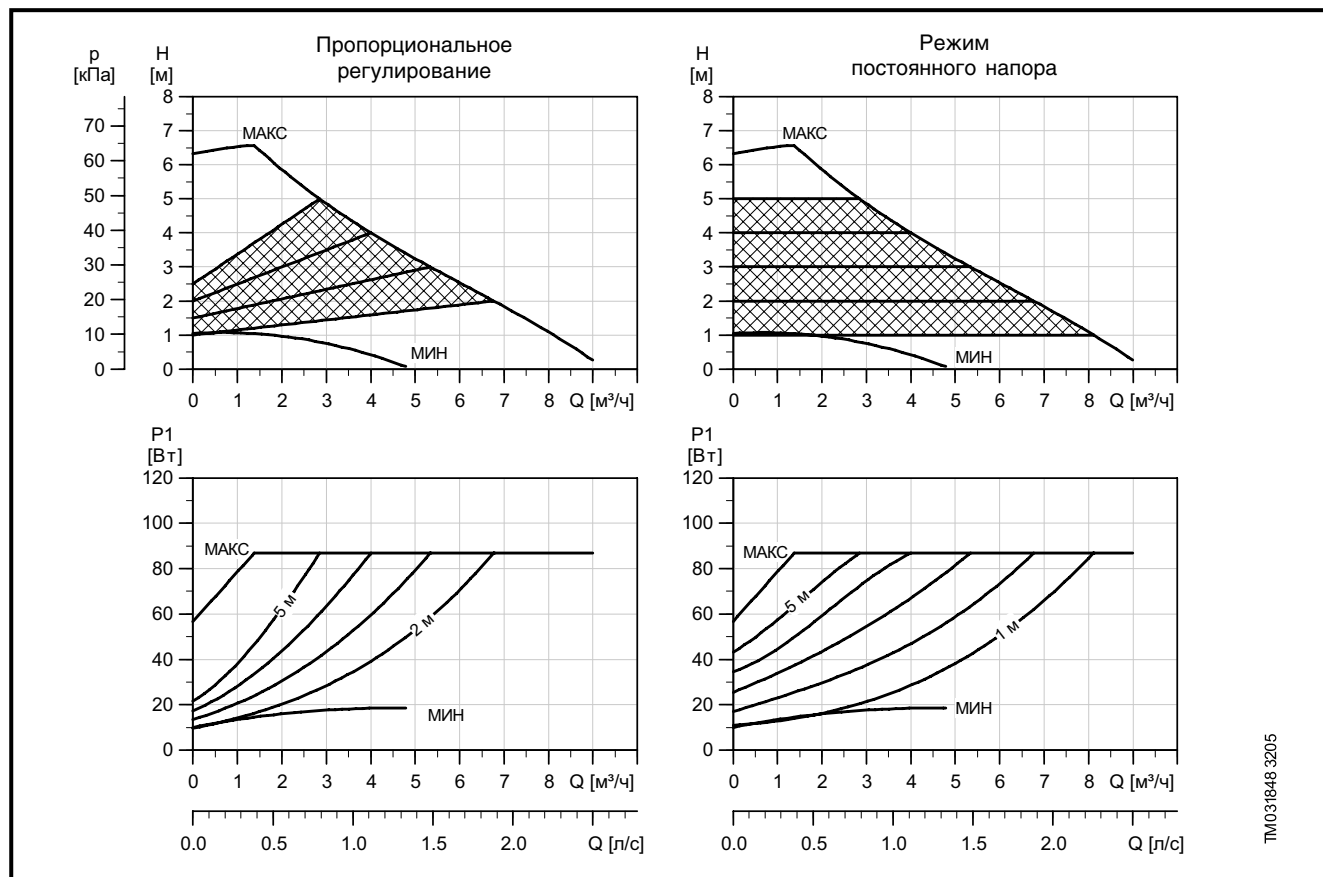 Пропорциональное
регулирование
p
[кПа]
H
[м]
70
60
50
40
30
20
10
0
8
7
6
5
4
3
2
1
0
МАКС
МИН
0 1 2 3 4 5 6 7 8 Q [м³/ч]
Режим
постоянного напора
H
[м]
8
7
6
5
4
3
2
1
0
МАКС
МИН
0 1 2 3 4 5 6 7 8 Q [м³/ч]
P1
[Вт]
120
100
80
60
40
20
0
МАКС
5 м
2 м
МИН
0 1 2 3 4 5 6 7 8 Q [м³/ч]
0.0 0.5 1.0 1.5 2.0 Q [л/с]
P1
[Вт]
120
100
80
60
40
20
0
МАКС
5 м
1 м
МИН
0 1 2 3 4 5 6 7 8 Q [м³/ч]
0.0 0.5 1.0 1.5 2.0 Q [л/с]
TM03 1848 3205